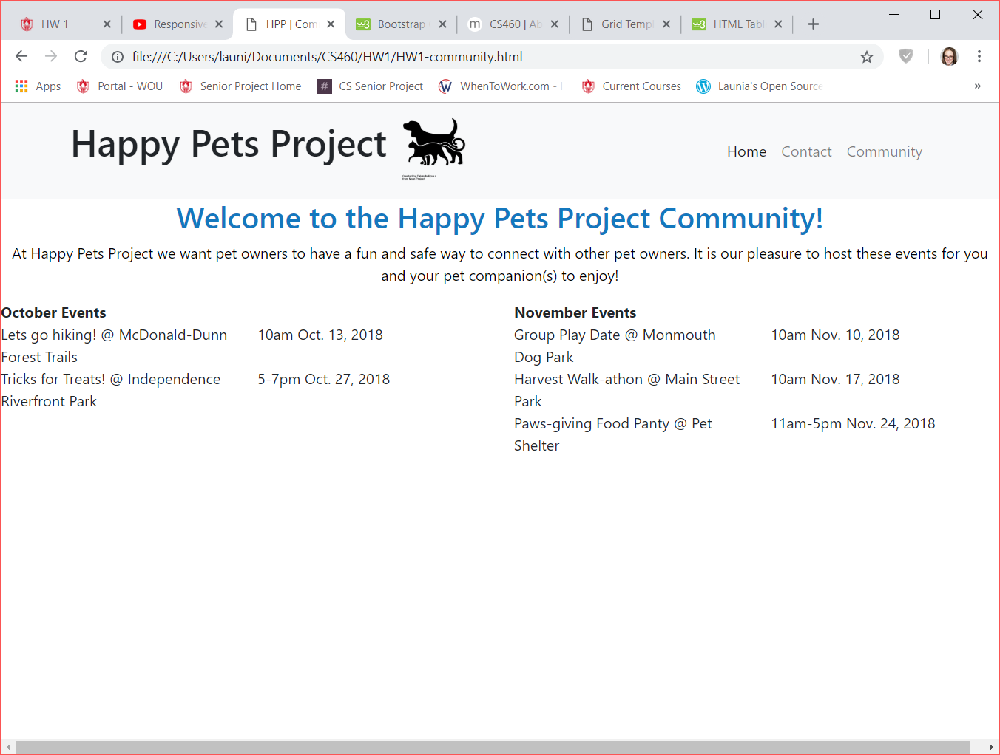 HW 1
Responsive
HPP | Com
Bootstrap
CS460 | Ab
Grid Templ
HTML Tabl
file:///C:/Users/launi/Documents/CS460/HW1/HW1-community.html
Apps
Portal - WOU
Senior Project Home
# CS Senior Project
WhenToWork.com -
Current Courses
Launia's Open Source
»
Happy Pets Project
Home
Contact
Community
Welcome to the Happy Pets Project Community!
At Happy Pets Project we want pet owners to have a fun and safe way to connect with other pet owners. It is our pleasure to host these events for you
and your pet companion(s) to enjoy!
October Events
Lets go hiking! @ McDonald-Dunn 10am Oct. 13, 2018
Forest Trails
Tricks for Treats! @ Independence 5-7pm Oct. 27, 2018
Riverfront Park
November Events
Group Play Date @ Monmouth 10am Nov. 10, 2018
Dog Park
Harvest Walk-athon @ Main Street 10am Nov. 17, 2018
Park
Paws-giving Food Panty @ Pet 11am-5pm Nov. 24, 2018
Shelter